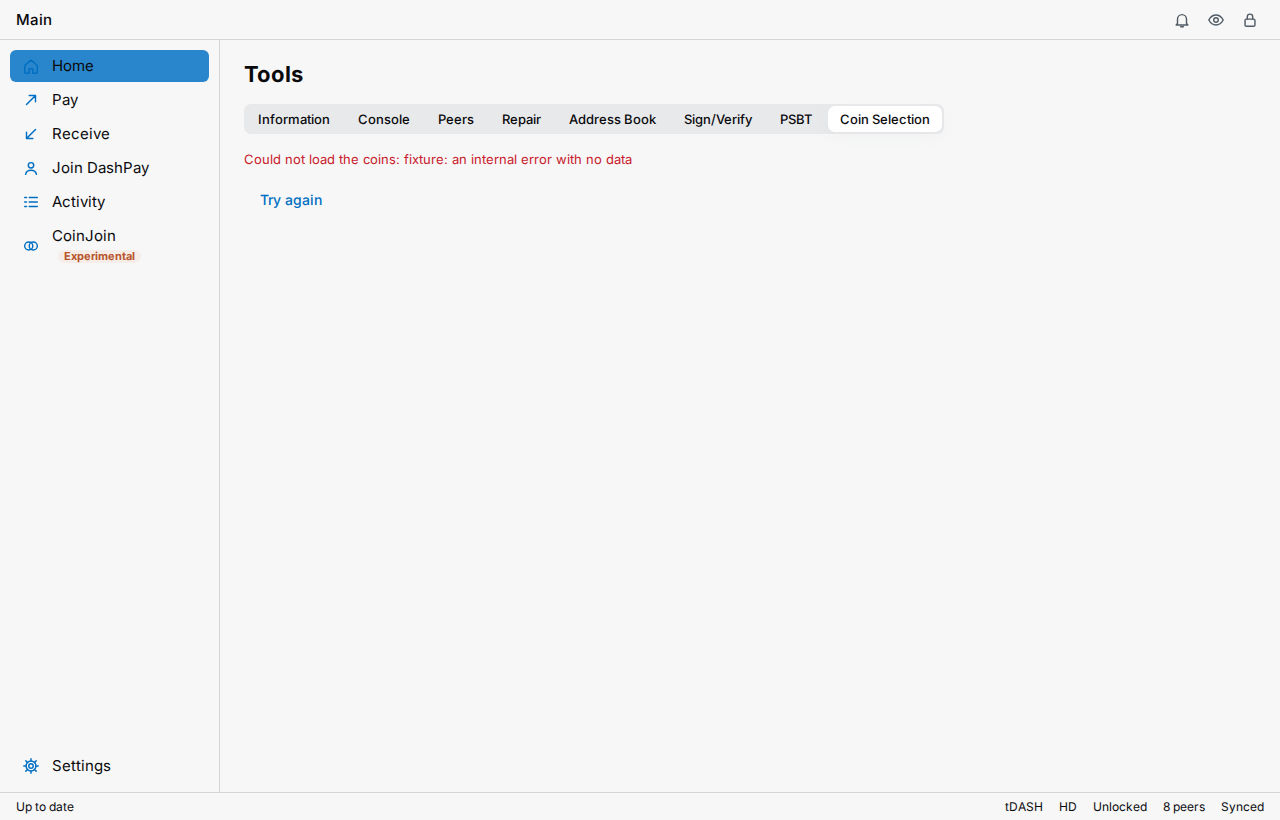 Main
Home
Pay
Receive
Join DashPay
Activity
CoinJoin
Experimental
Settings
Tools
Information Console Peers Repair Address Book Sign/Verify PSBT Coin Selection
Could not load the coins: fixture: an internal error with no data
Try again
Up to date
tDASH HD Unlocked 8 peers Synced